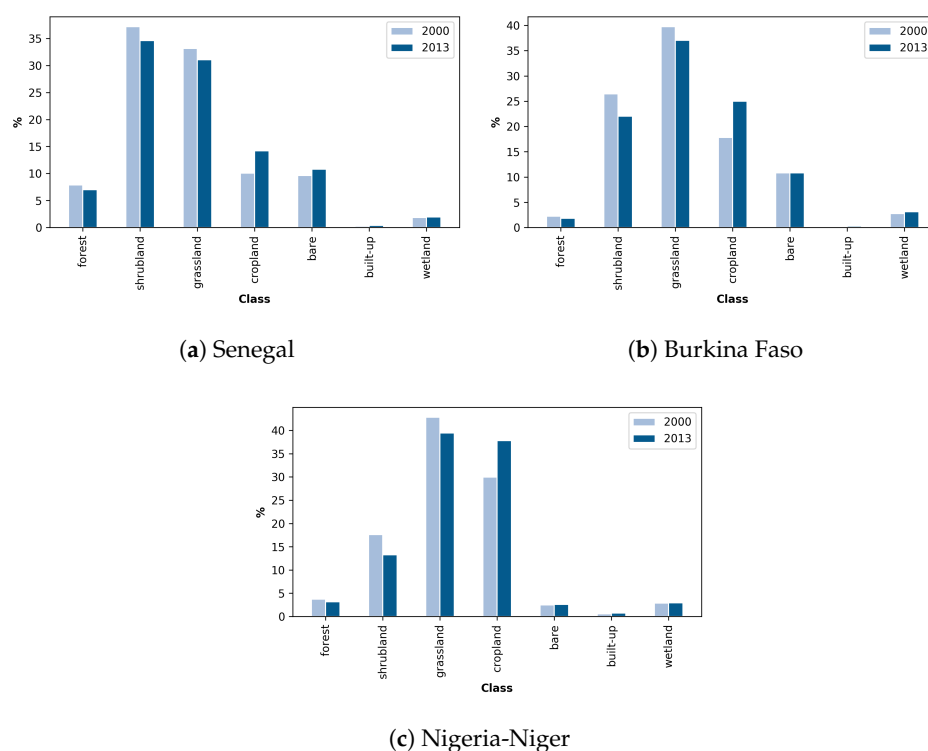 35
30
25
20
15
10
5
0
%
2000
2013
forest
shrubland
grassland
cropland
bare
built-up
wetland
Class
(a) Senegal
40
35
30
25
20
15
10
5
0
%
2000
2013
forest
shrubland
grassland
cropland
bare
built-up
wetland
Class
(b) Burkina Faso
40
35
30
25
20
15
10
5
0
%
2000
2013
forest
shrubland
grassland
cropland
bare
built-up
wetland
Class
(c) Nigeria-Niger